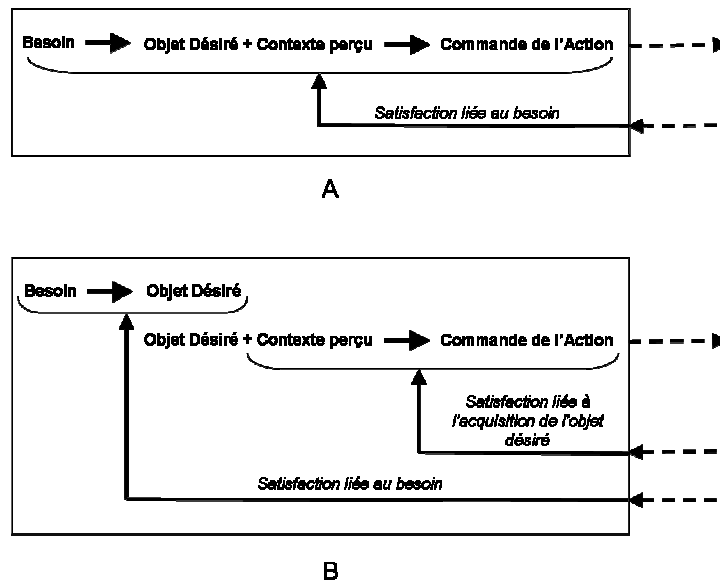 Besoin Objet Désiré + Contexte perçu Commande de l'Action
Satisfaction liée au besoin
A
Besoin Objet Désiré
Objet Désiré + Contexte perçu Commande de l'Action
Satisfaction liée à
l'acquisition de l'objet
désiré
Satisfaction liée au besoin
B